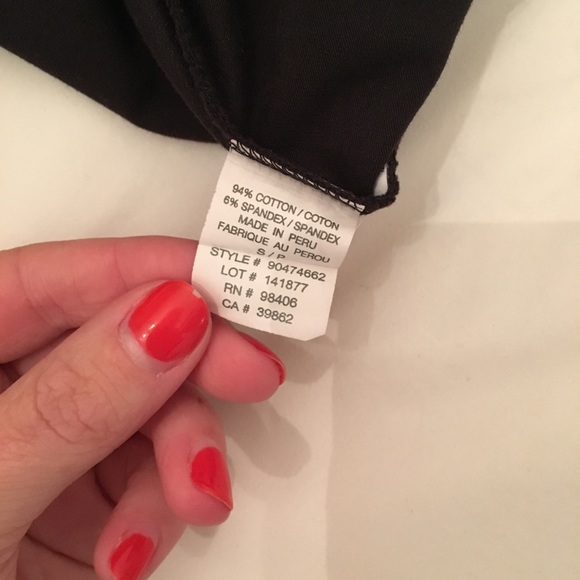 94% COTTON / COTON
6% SPANDEX / SPANDEX
MADE IN PERU
FABRIQUE AU PEROU
S / P
STYLE# 90474662
LOT # 141877
RN # 98406
CA # 39862